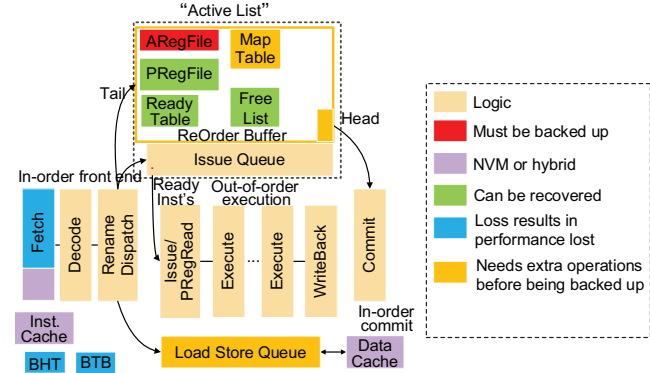 “Active List”
ARegFile
Map
Table
PRegFile
Tail
Ready
Table
Free
List
Head
ReOrder Buffer
Issue Queue
In-order front end
Ready
Inst's
Out-of-order
execution
Fetch
Decode
Rename
Dispatch
Issue/
PRegRead
Execute
...
Execute
WriteBack
Commit
In-order
commit
Inst.
Cache
Load Store Queue
Data
Cache
BHT
BTB
Logic
Must be backed up
NVM or hybrid
Can be recovered
Loss results in
performance lost
Needs extra operations
before being backed up